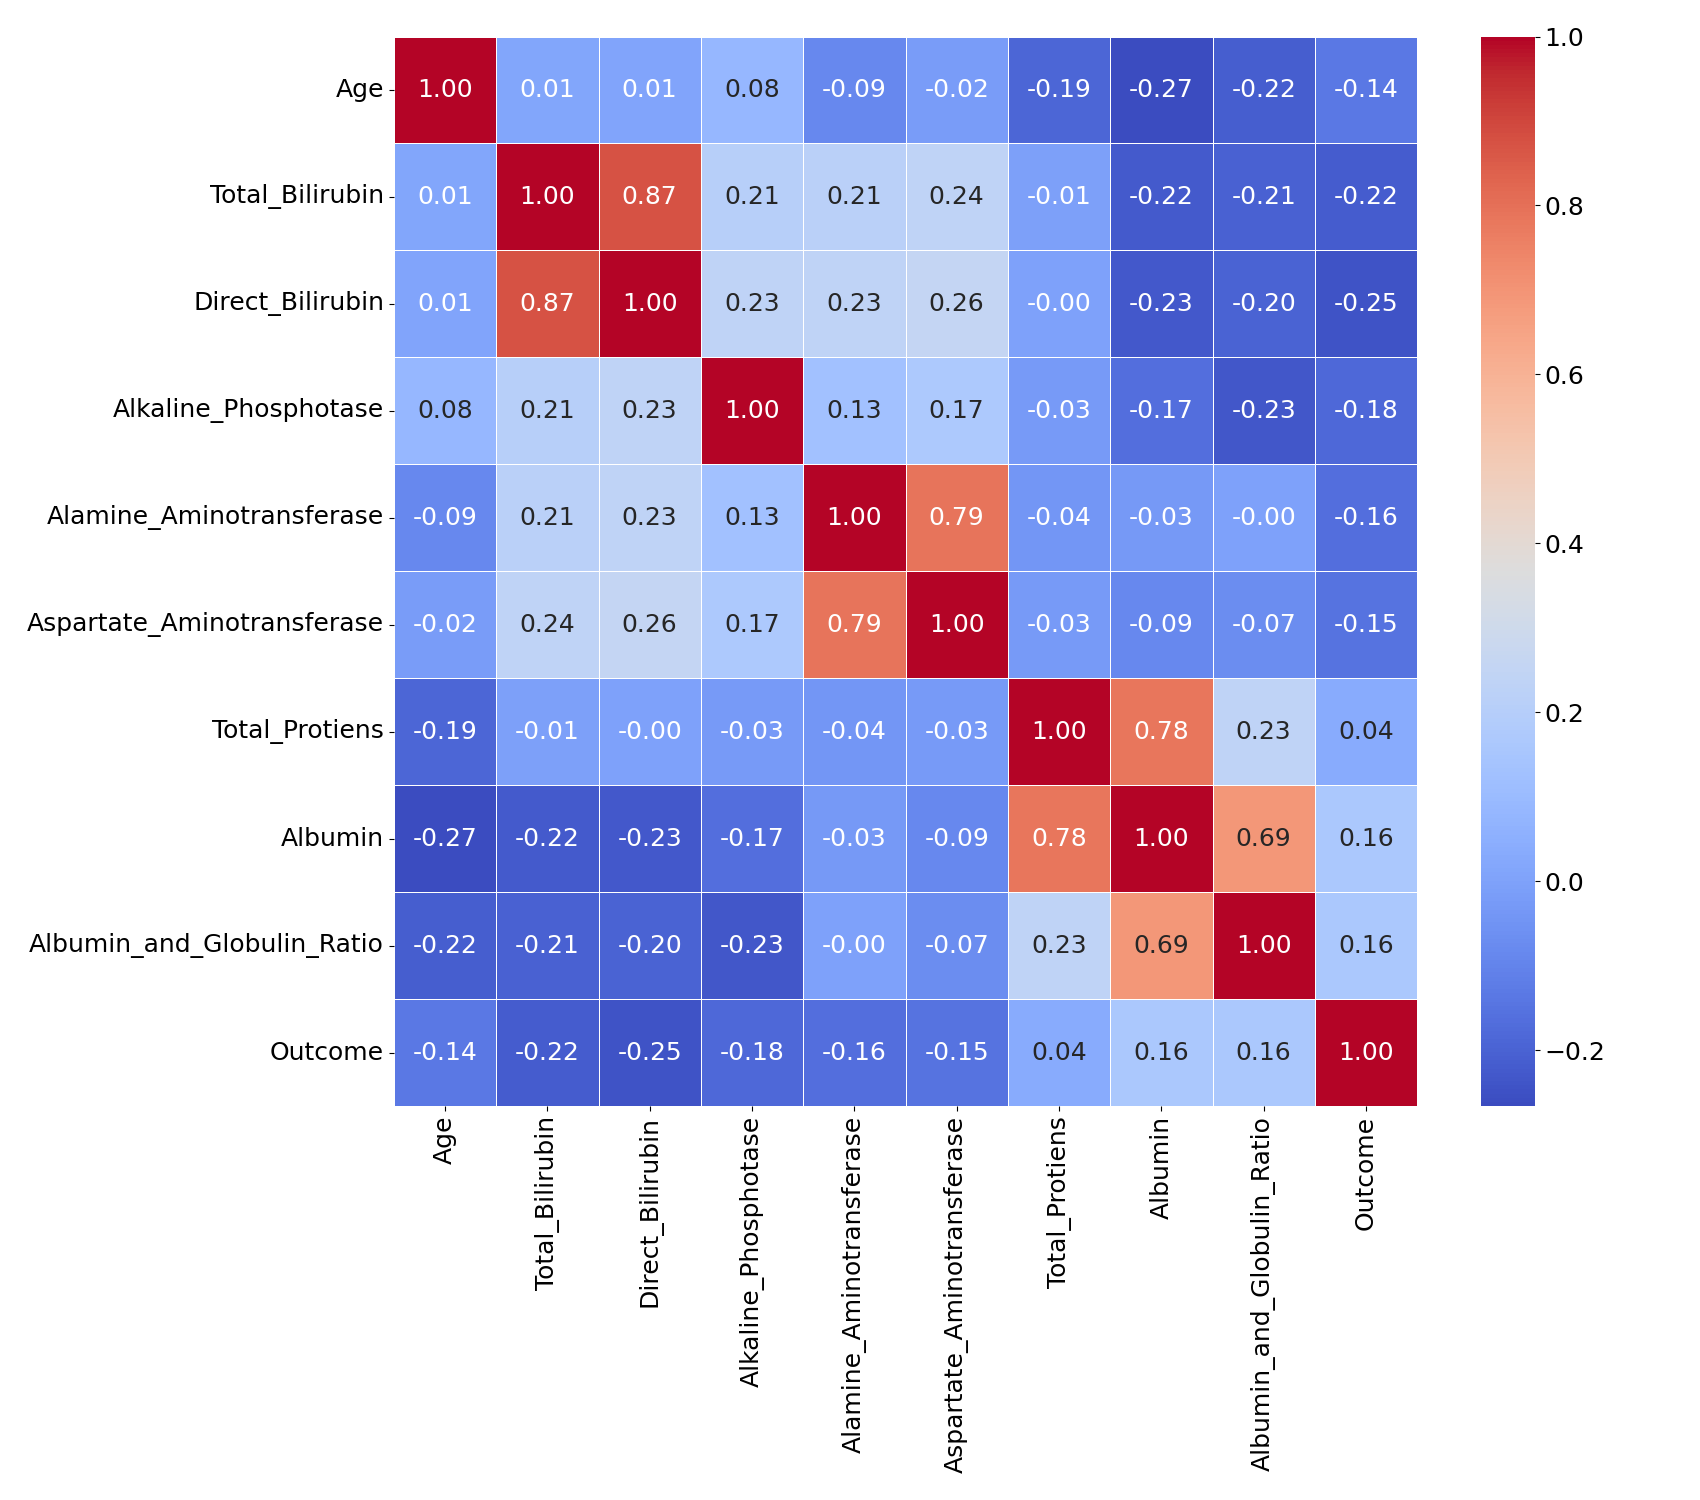 Age 1.00 0.01 0.01 0.08 -0.09 -0.02 -0.19 -0.27 -0.22 -0.14
Total_Bilirubin 0.01 1.00 0.87 0.21 0.21 0.24 -0.01 -0.22 -0.21 -0.22
Direct_Bilirubin 0.01 0.87 1.00 0.23 0.23 0.26 -0.00 -0.23 -0.20 -0.25
Alkaline_Phosphotase 0.08 0.21 0.23 1.00 0.13 0.17 -0.03 -0.17 -0.23 -0.18
Alamine_Aminotransferase -0.09 0.21 0.23 0.13 1.00 0.79 -0.04 -0.03 -0.00 -0.16
Aspartate_Aminotransferase -0.02 0.24 0.26 0.17 0.79 1.00 -0.03 -0.09 -0.07 -0.15
Total_Protiens -0.19 -0.01 -0.00 -0.03 -0.04 -0.03 1.00 0.78 0.23 0.04
Albumin -0.27 -0.22 -0.23 -0.17 -0.03 -0.09 0.78 1.00 0.69 0.16
Albumin_and_Globulin_Ratio -0.22 -0.21 -0.20 -0.23 -0.00 -0.07 0.23 0.69 1.00 0.16
Outcome -0.14 -0.22 -0.25 -0.18 -0.16 -0.15 0.04 0.16 0.16 1.00
Age
Total_Bilirubin
Direct_Bilirubin
Alkaline_Phosphotase
Alamine_Aminotransferase
Aspartate_Aminotransferase
Total_Protiens
Albumin
Albumin_and_Globulin_Ratio
Outcome
1.0
0.8
0.6
0.4
0.2
0.0
−0.2